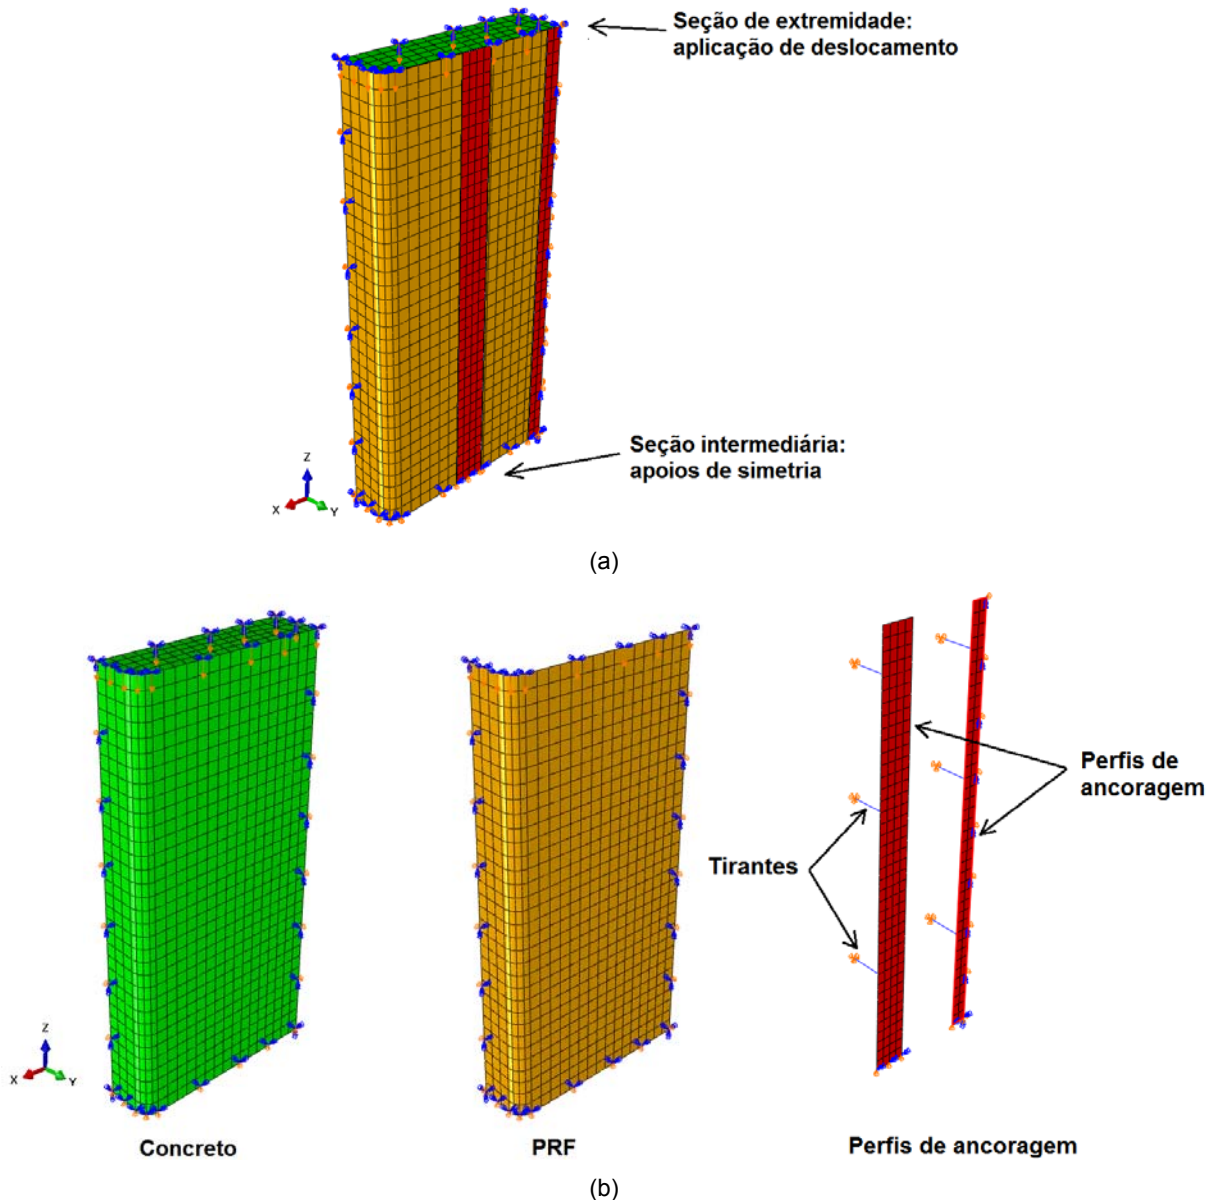 Seção de extremidade:
aplicação de deslocamento
Seção intermediária:
apoios de simetria
Z
X
Y
(a)
Perfis de
ancoragem
Tirantes
Z
X
Y
Concreto
PRF
Perfis de ancoragem
(b)